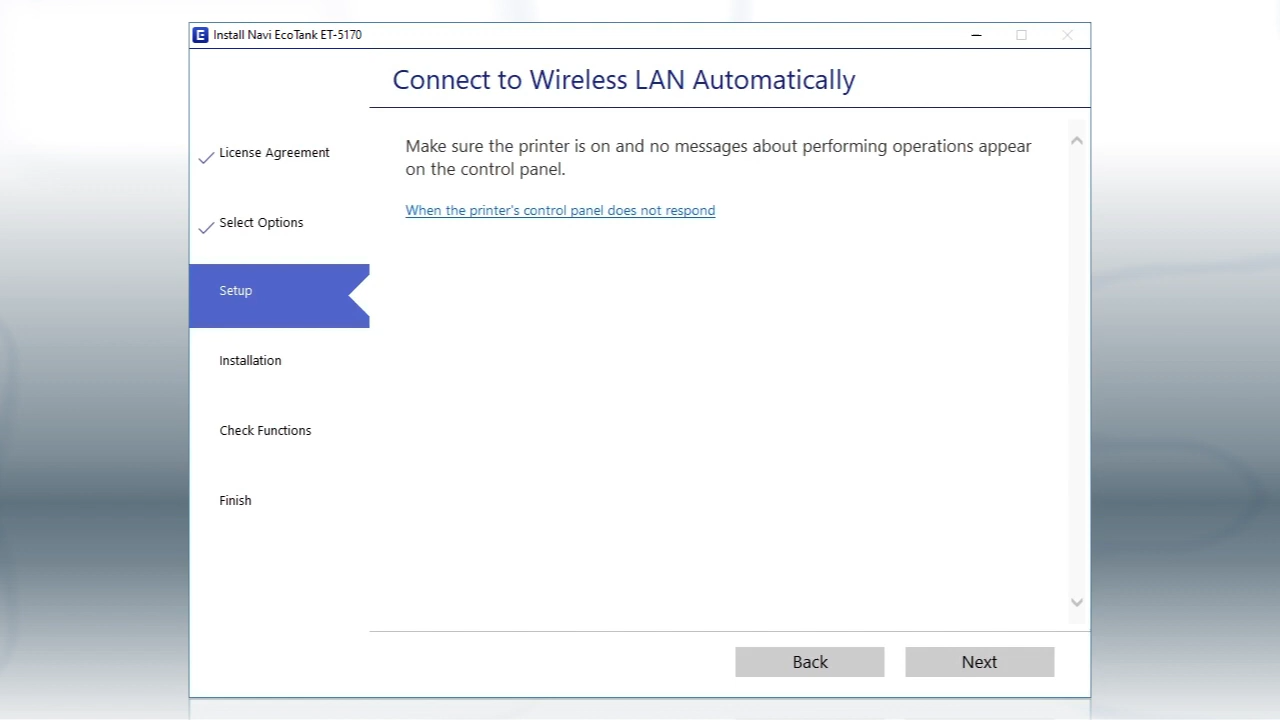 Install Navi EcoTank ET-5170
Connect to Wireless LAN Automatically
License Agreement
Select Options
Setup
Installation
Check Functions
Finish
Make sure the printer is on and no messages about performing operations appear
on the control panel.
When the printer's control panel does not respond
Back
Next